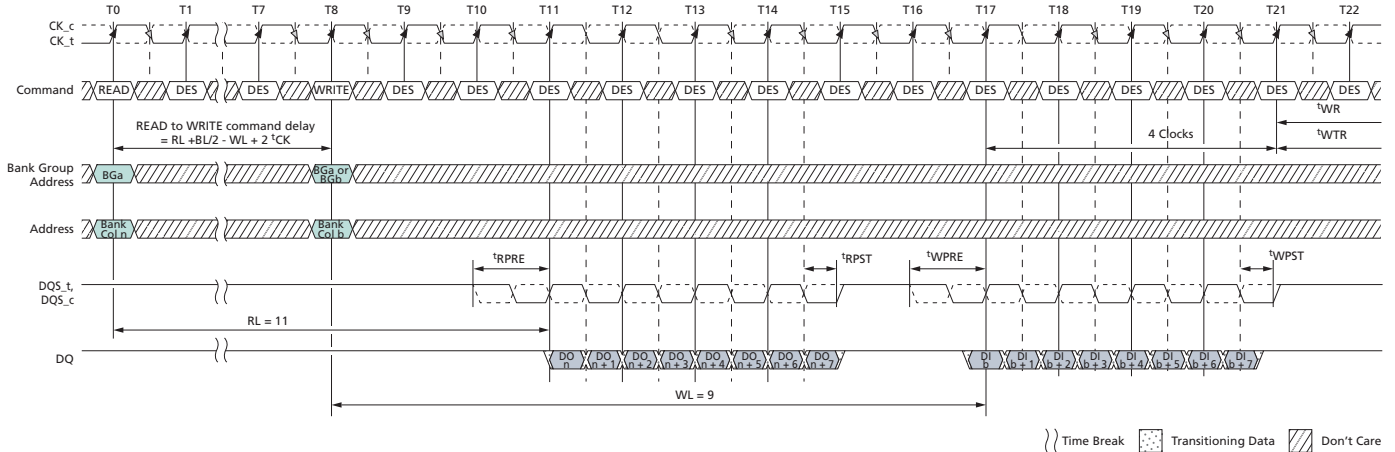 T0 T1 T7 T8 T9 T10 T11 T12 T13 T14 T15 T16 T17 T18 T19 T20 T21 T22
CK_c
CK_t
Command READ DES DES WRITE DES DES DES DES DES DES DES DES DES DES DES DES DES DES
READ to WRITE command delay
= RL +BL/2 - WL + 2 tCK
tWR
4 Clocks tWTR
Bank Group
Address
BGa
BGa or
BGb
Address
Bank
Col n
Bank
Col b
tRPRE tRPST tWPRE tWPST
DQS_t,
DQS_c
RL = 11
DQ
DO
n
DO
n + 1
DO
n + 2
DO
n + 3
DO
n + 4
DO
n + 5
DO
n + 6
DO
n + 7
DI
b
DI
b + 1
DI
b + 2
DI
b + 3
DI
b + 4
DI
b + 5
DI
b + 6
DI
b + 7
WL = 9
Time Break Transitioning Data Don't Care